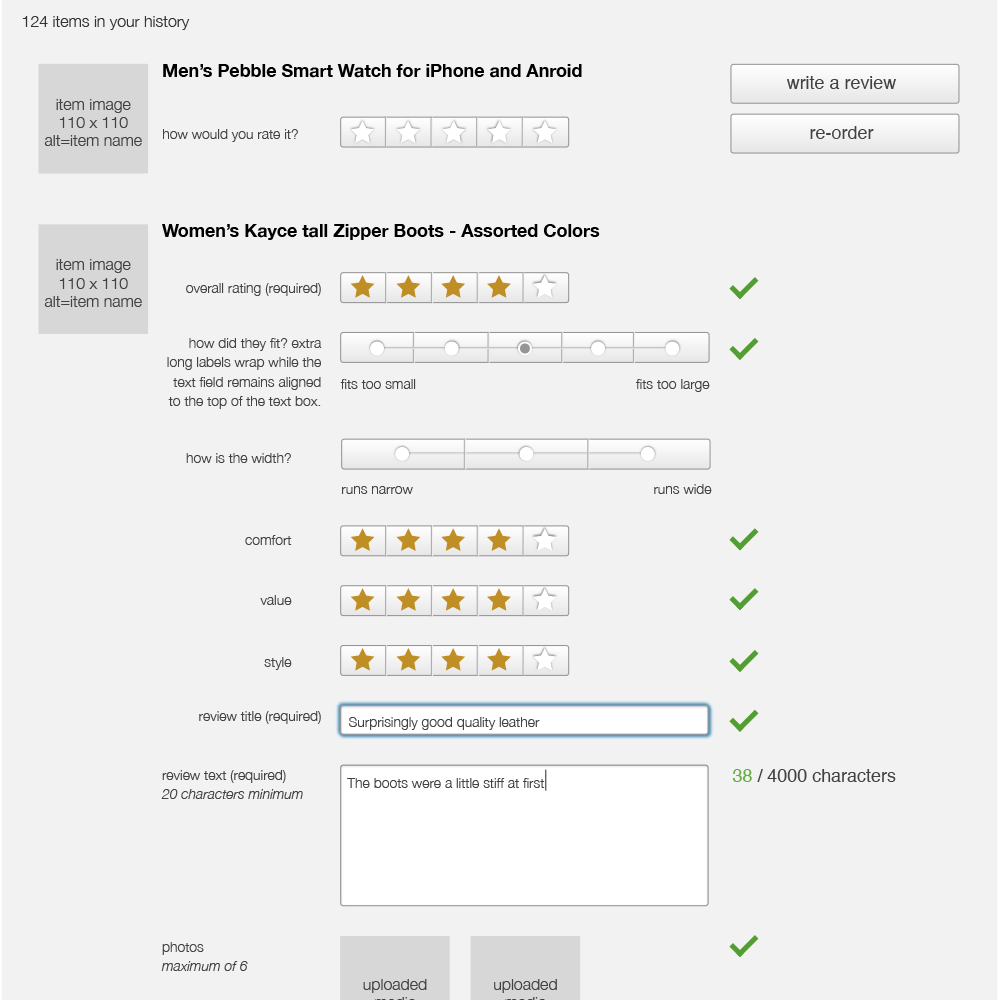 124 items in your history
item image
110 x 110
alt=item name
Men’s Pebble Smart Watch for iPhone and Anroid
how would you rate it?
write a review
re-order
item image
110 x 110
alt=item name
Women’s Kayce tall Zipper Boots - Assorted Colors
overall rating (required)
how did they fit? extra
long labels wrap while the
text field remains aligned
to the top of the text box.
fits too small
fits too large
how is the width?
runs narrow
runs wide
comfort
value
style
review title (required)
Surprisingly good quality leather
review text (required)
20 characters minimum
The boots were a little stiff at first
38 / 4000 characters
photos
maximum of 6
uploaded
media
uploaded
media